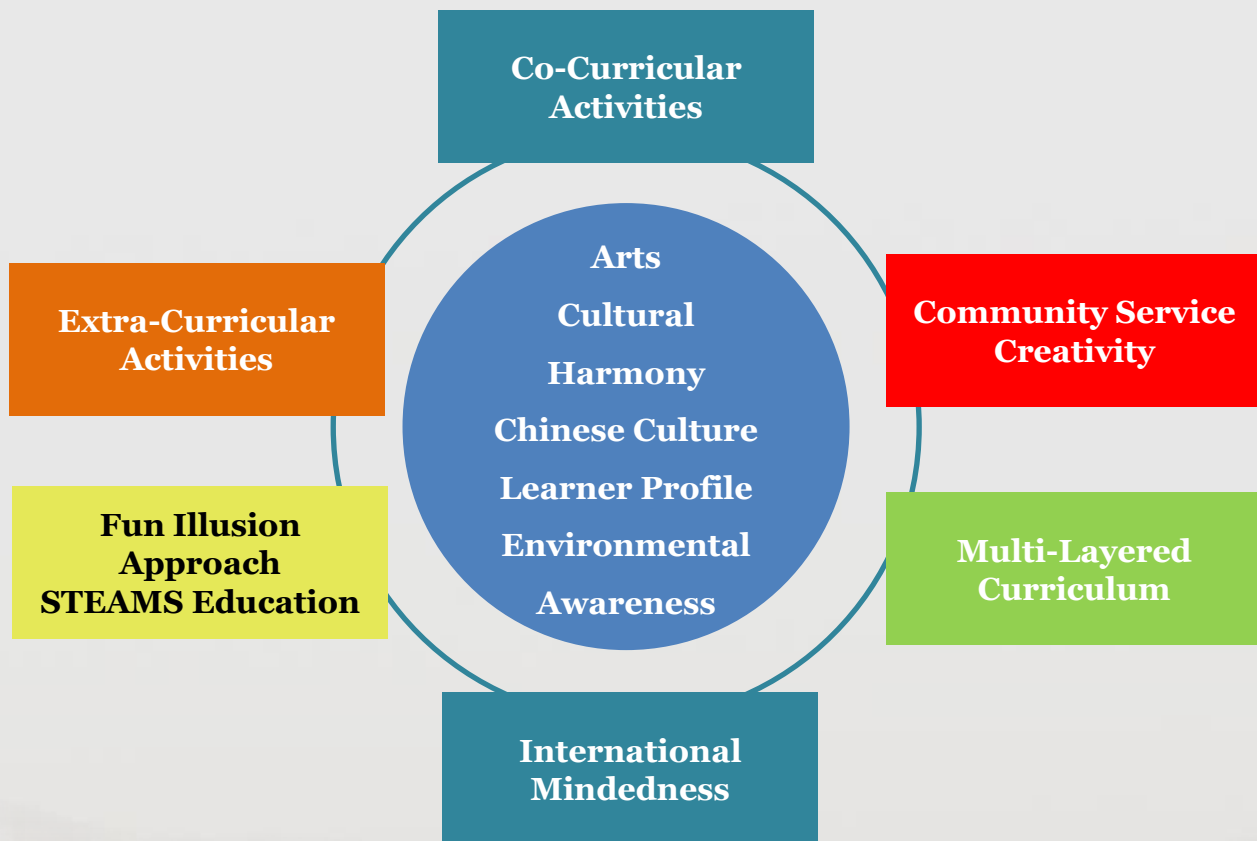 Co-Curricular
Activities
Extra-Curricular
Activities
Arts
Cultural
Harmony
Chinese Culture
Learner Profile
Environmental
Awareness
Community Service
Creativity
Fun Illusion
Approach
STEAMS Education
Multi-Layered
Curriculum
International
Mindedness